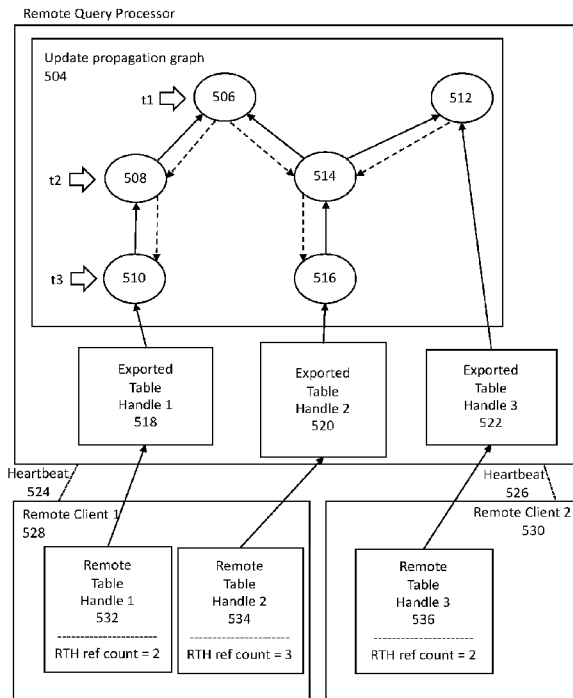 Remote Query Processor
Update propagation graph
504
t1
506
512
t2
508
514
t3
510
516
Exported
Table
Handle 1
518
Exported
Table
Handle 2
520
Exported
Table
Handle 3
522
Heartbeat
524
Heartbeat
526
Remote Client 1
528
Remote Client 2
530
Remote
Table
Handle 1
532
RTH ref count = 2
Remote
Table
Handle 2
534
RTH ref count = 3
Remote
Table
Handle 3
536
RTH ref count = 2